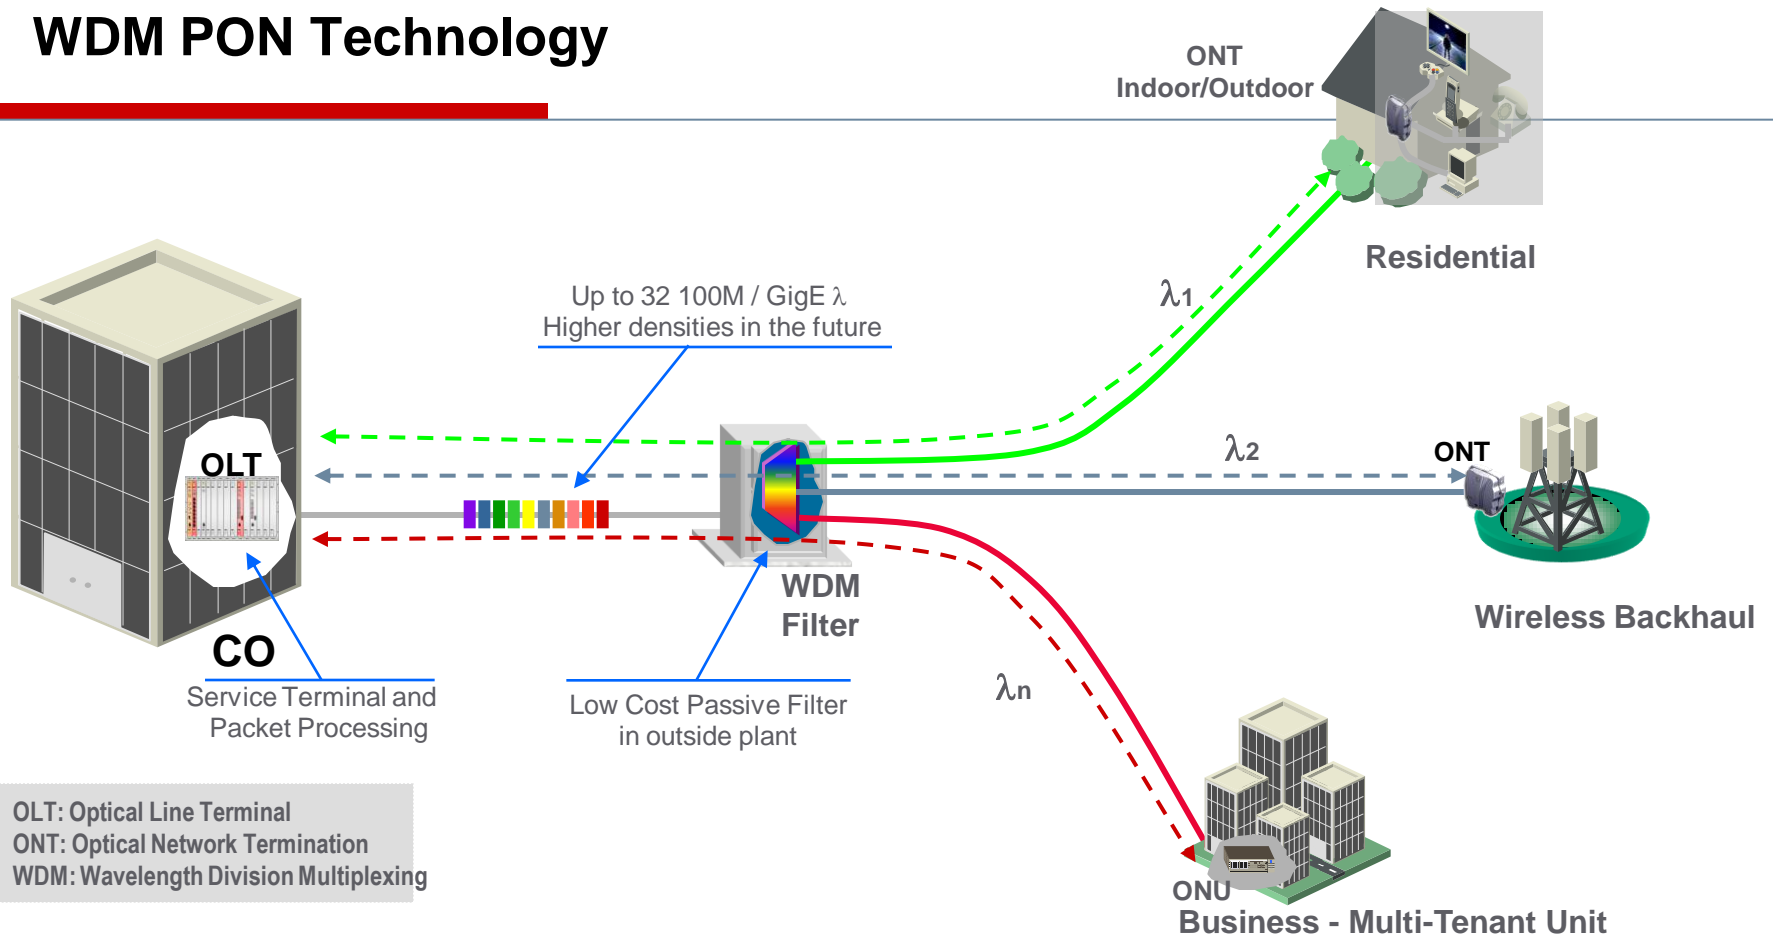 WDM PON Technology
ONT
Indoor/Outdoor
Residential
Up to 32 100M / GigE λ
Higher densities in the future
λ1
OLT
λ2
ONT
WDM
Filter
Wireless Backhaul
CO
Service Terminal and
Packet Processing
Low Cost Passive Filter
in outside plant
λn
OLT: Optical Line Terminal
ONT: Optical Network Termination
WDM: Wavelength Division Multiplexing
ONU
Business - Multi-Tenant Unit